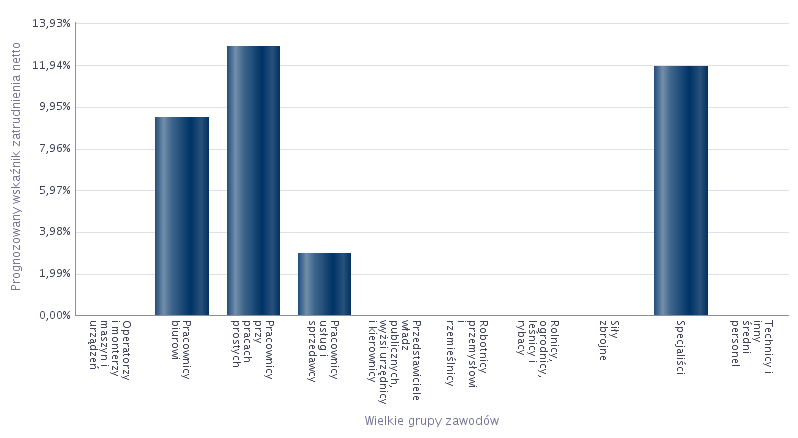 13,93%
11,94%
9,95%
7,96%
5,97%
3,98%
1,99%
0,00%
Prognozowany wskaźnik zatrudnienia netto
Operatorzy
i monterzy
maszyn i
urządzeń
Pracownicy
biurowi
Pracownicy
przy
pracach
prostych
Pracownicy
usług i
sprzedawcy
Przedstawiciele
władz
publicznych,
wyżsi urzędnicy
i kierownicy
Robotnicy
przemysłowi
i
rzemieślnicy
Rolnicy,
ogrodnicy,
leśnicy i
rybacy
Siły
zbrojne
Specjaliści
Technicy i
inny
średni
personel
Wielkie grupy zawodów